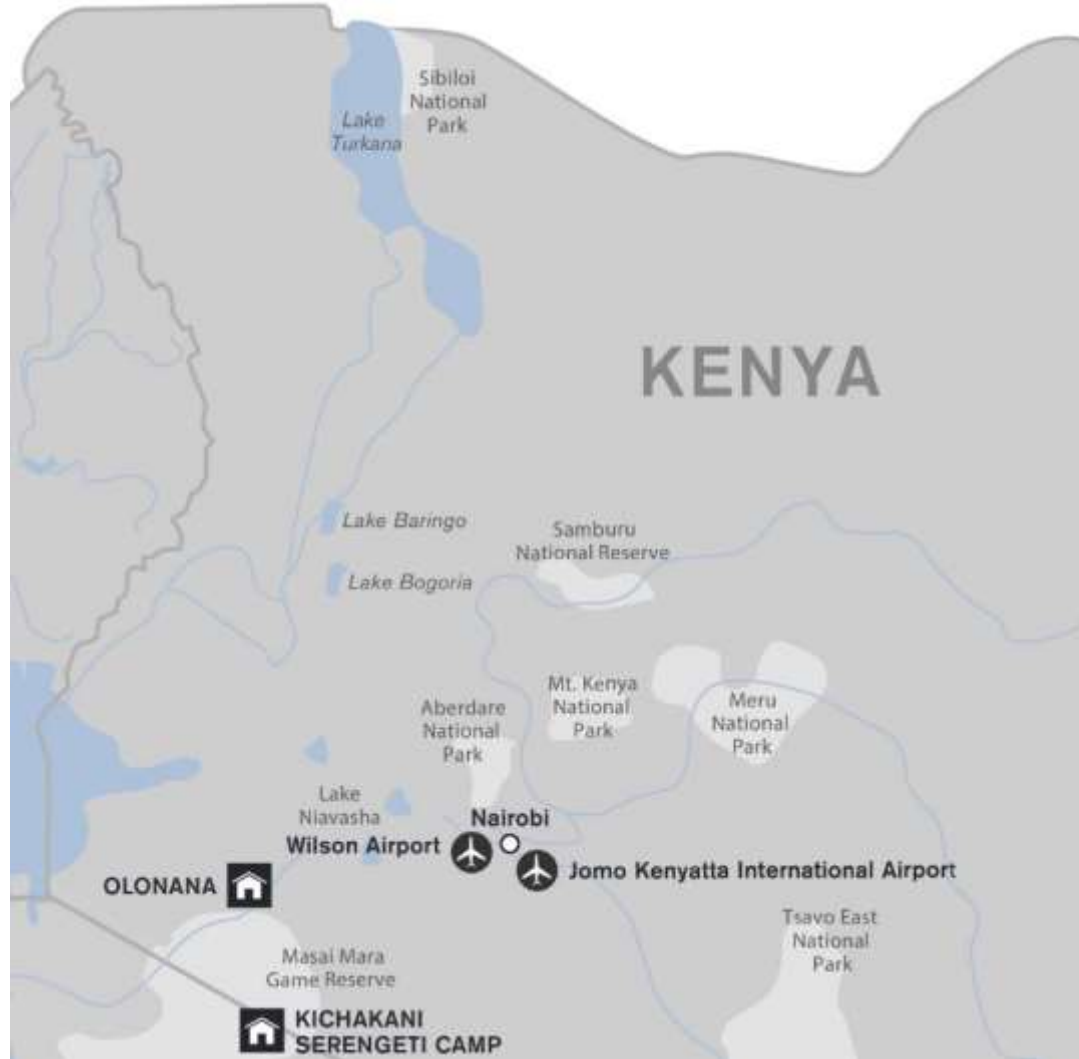 Sibiloi
National
Park
Lake
Turkana
KENYA
Lake Baringo
Samburu
National Reserve
Lake Bogoria
Mt. Kenya
National
Park
Aberdare
National
Park
Meru
National
Park
Lake
Niavasha
Nairobi
Wilson Airport
Jomo Kenyatta International Airport
OLONANA
Tsavo East
National
Park
Masai Mara
Game Reserve
KICHAKANI
SERENGETI CAMP